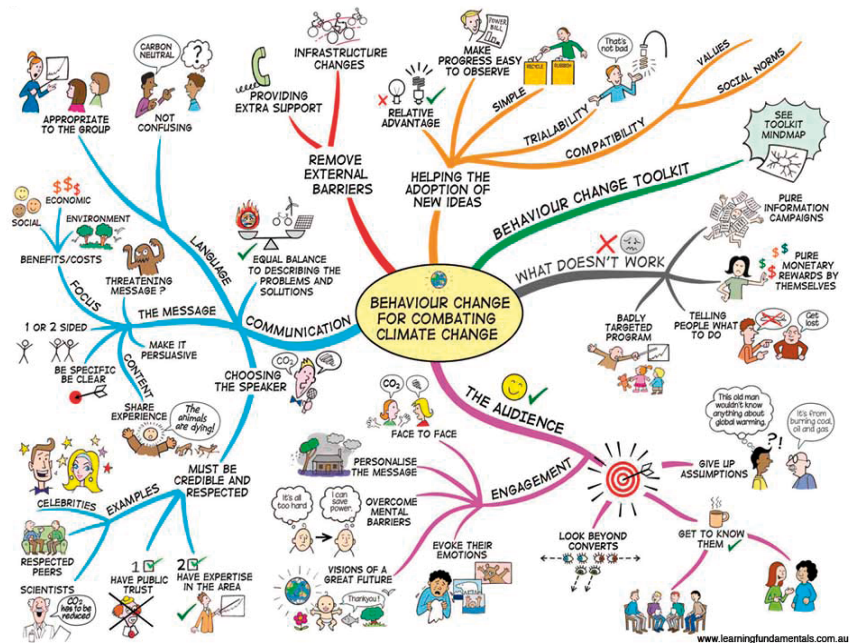 BEHAVIOUR CHANGE
FOR COMBATING
CLIMATE CHANGE
REMOVE
EXTERNAL
BARRIERS
PROVIDING
EXTRA SUPPORT
INFRASTRUCTURE
CHANGES
HELPING THE
ADOPTION OF
NEW IDEAS
RELATIVE
ADVANTAGE
MAKE
PROGRESS EASY
TO OBSERVE
POWER
BILL
SIMPLE
RECYCLE
RUBBISH
TRIALABILITY
That's
not bad
COMPATIBILITY
VALUES
SOCIAL NORMS
BEHAVIOUR CHANGE TOOLKIT
SEE
TOOLKIT
MINDMAP
WHAT DOESN'T WORK
PURE
INFORMATION
CAMPAIGNS
PURE
MONETARY
REWARDS BY
THEMSELVES
$ $ $ $
TELLING
PEOPLE WHAT
TO DO
Get
lost
BADLY
TARGETED
PROGRAM
THE AUDIENCE
GIVE UP
ASSUMPTIONS
This old man
wouldn't know
anything about
global warming.
?!
It's from
burning coal,
oil and gas
GET TO KNOW
THEM
LOOK BEYOND
CONVERTS
ENGAGEMENT
FACE TO FACE
CO2
PERSONALISE
THE MESSAGE
OVERCOME
MENTAL
BARRIERS
It's all
too hard
I can
save
power.
EVOKE THEIR
EMOTIONS
VISIONS OF A
GREAT FUTURE
Thankyou!
COMMUNICATION
LANGUAGE
APPROPRIATE
TO THE GROUP
NOT
CONFUSING
CARBON
NEUTRAL
?
EQUAL BALANCE
TO DESCRIBING THE
PROBLEMS AND
SOLUTIONS
THE MESSAGE
FOCUS
BENEFITS/COSTS
SOCIAL
$$$
ECONOMIC
ENVIRONMENT
THREATENING
MESSAGE ?
1 OR 2 SIDED
MAKE IT
PERSUASIVE
BE SPECIFIC
BE CLEAR
CONTENT
SHARE
EXPERIENCE
The
animals
are dying!
CHOOSING
THE SPEAKER
CO2
MUST BE
CREDIBLE AND
RESPECTED
EXAMPLES
CELEBRITIES
RESPECTED
PEERS
SCIENTISTS
CO2
has to be
reduced
1
HAVE PUBLIC
TRUST
2
HAVE EXPERTISE
IN THE AREA
www.learningfundamentals.com.au